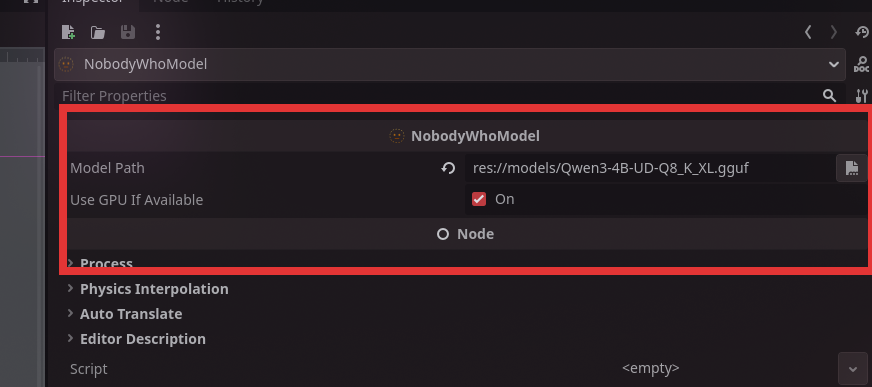 Inspector Node History
NobodyWhoModel
DOC
Filter Properties
NobodyWhoModel
Model Path res://models/Qwen3-4B-UD-Q8_K_XL.gguf
Use GPU If Available On
Node
Process
Physics Interpolation
Auto Translate
Editor Description
Script <empty>